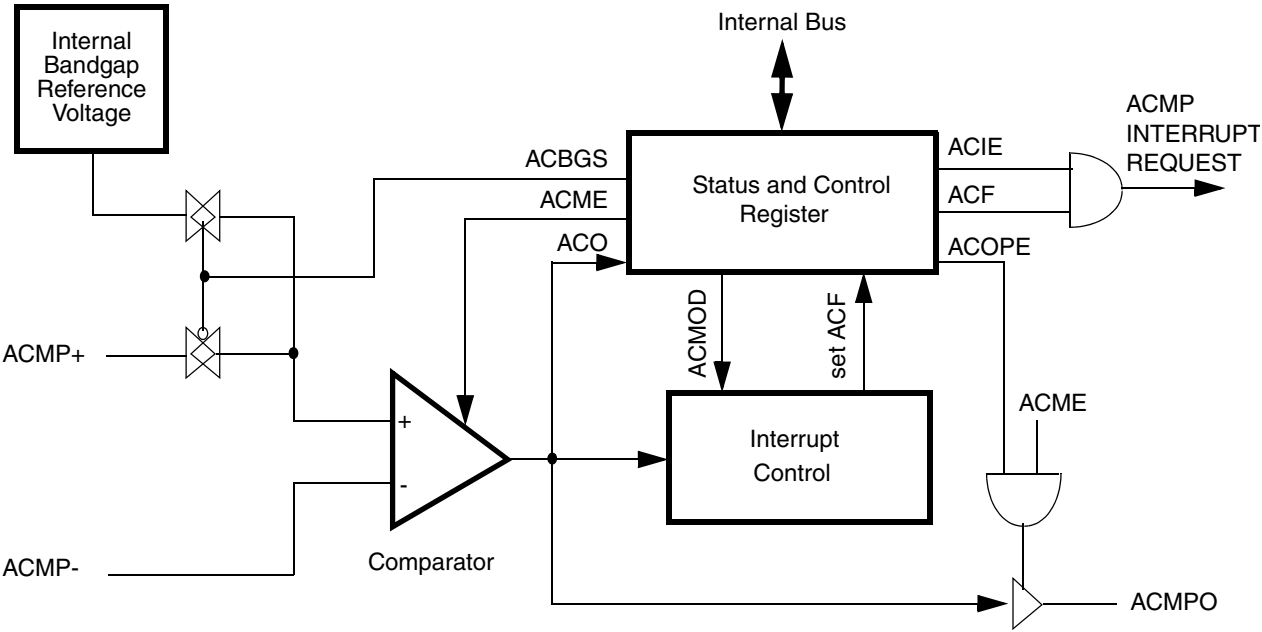 Internal
Bandgap
Reference
Voltage
Internal Bus
ACMP
INTERRUPT
REQUEST
ACBGS
ACME
ACO
Status and Control
Register
ACIE
ACF
ACOPE
ACMOD
set ACF
ACMP+
ACME
+
-
Interrupt
Control
Comparator
ACMP-
ACMPO